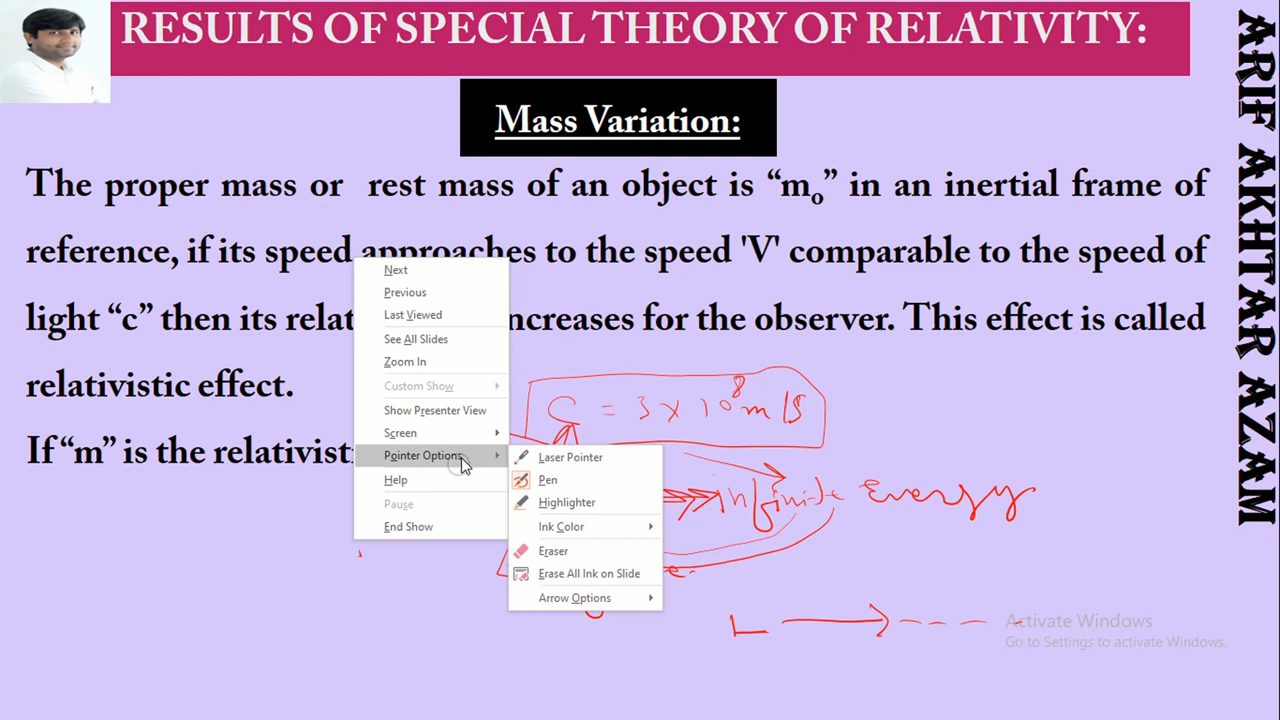 RESULTS OF SPECIAL THEORY OF RELATIVITY:
ARIF AKHTAR AZAM
Mass Variation:
The proper mass or rest mass of an object is “mo” in an inertial frame of
reference, if its speed approaches to the speed 'V' comparable to the speed of
light “c” then its relat ncreases for the observer. This effect is called
relativistic effect.
If “m” is the relativisti
Next
Previous
Last Viewed
See All Slides
Zoom In
Custom Show
Show Presenter View
Screen
Pointer Options
Help
Pause
End Show
Laser Pointer
Pen
Highlighter
Ink Color
Eraser
Erase All Ink on Slide
Arrow Options
C = 3 x 10⁸ m/s
infinite Energy
L
Activate Windows
Go to Settings to activate Windows.